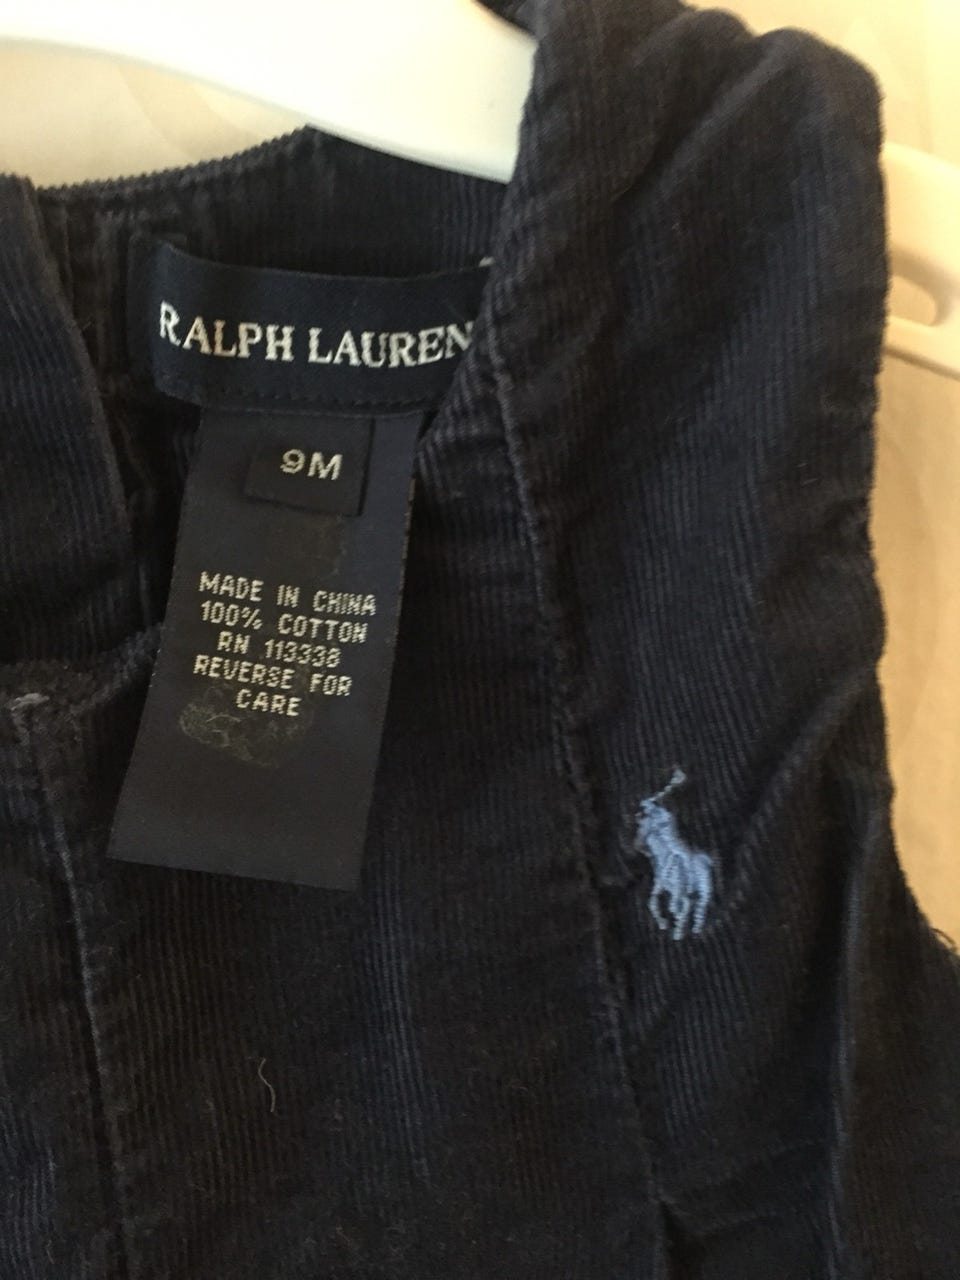 RALPH LAUREN
9M
MADE IN CHINA
100% COTTON
RN 113338
REVERSE FOR
CARE